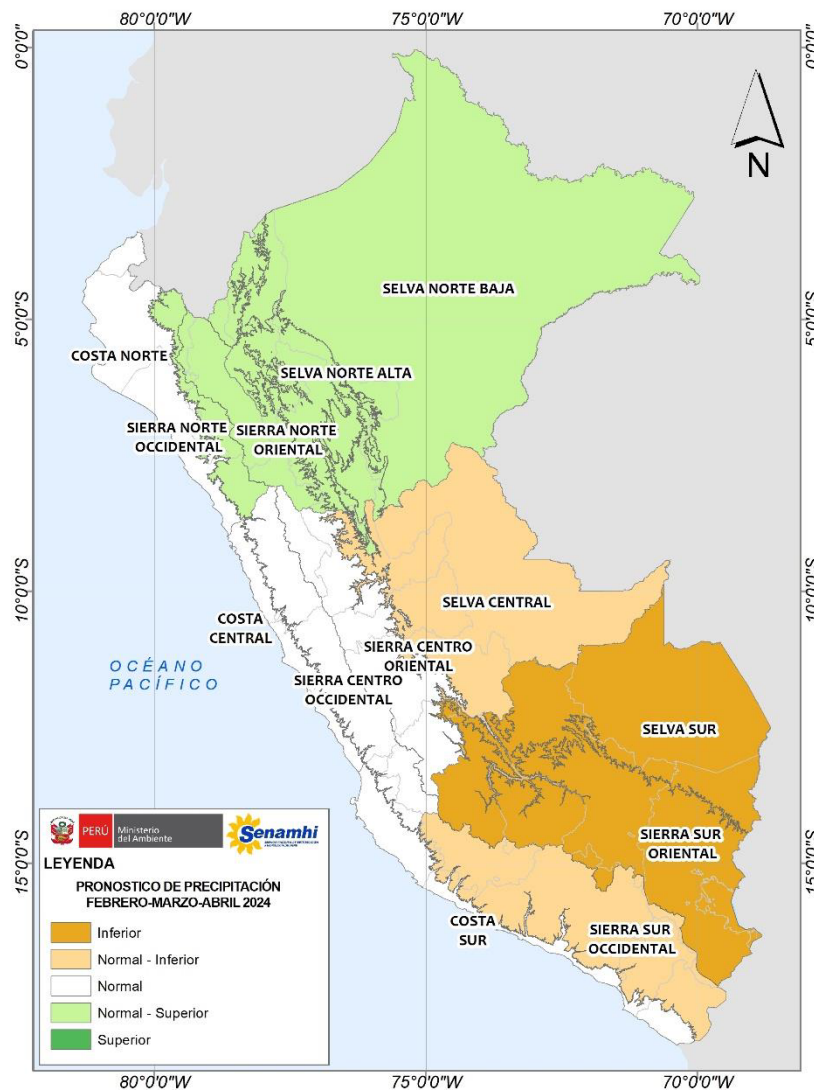 80°0'0"W
75°0'0"W
70°0'0"W
0°0'0"
0°0'0"
N
SELVA NORTE BAJA
5°0'0"S
5°0'0"S
COSTA NORTE
SELVA NORTE ALTA
SIERRA NORTE
OCCIDENTAL
SIERRA NORTE
ORIENTAL
10°0'0"S
10°0'0"S
SELVA CENTRAL
COSTA
CENTRAL
SIERRA CENTRO
ORIENTAL
OCÉANO
PACÍFICO
SIERRA CENTRO
OCCIDENTAL
SELVA SUR
SIERRA SUR
ORIENTAL
15°0'0"S
15°0'0"S
COSTA
SUR
SIERRA SUR
OCCIDENTAL
PERÚ
Ministerio
del Ambiente
Senamhi
LEYENDA
PRONOSTICO DE PRECIPITACIÓN
FEBRERO-MARZO-ABRIL 2024
Inferior
Normal - Inferior
Normal
Normal - Superior
Superior
80°0'0"W
75°0'0"W
70°0'0"W